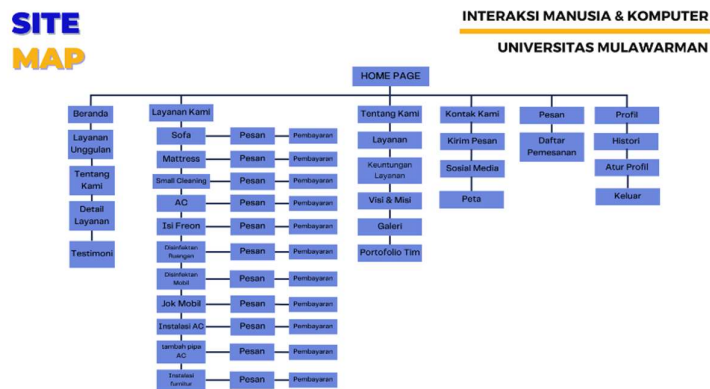 SITE
MAP
INTERAKSI MANUSIA & KOMPUTER
UNIVERSITAS MULAWARMAN
HOME PAGE
Beranda
Layanan
Unggulan
Tentang
Kami
Detail
Layanan
Testimoni
Layanan Kami
Sofa Pesan Pembayaran
Mattress Pesan Pembayaran
Small Cleaning Pesan Pembayaran
AC Pesan Pembayaran
Isi Freon Pesan Pembayaran
Disinfektan
Ruangan
Pesan Pembayaran
Disinfektan
Mobil
Pesan Pembayaran
Jok Mobil Pesan Pembayaran
Instalasi AC Pesan Pembayaran
tambah pipa
AC
Pesan Pembayaran
Instalasi
furnitur
Pesan Pembayaran
Tentang Kami
Layanan
Keuntungan
Layanan
Visi & Misi
Galeri
Portofolio Tim
Kontak Kami
Kirim Pesan
Sosial Media
Peta
Pesan
Daftar
Pemesanan
Profil
Histori
Atur Profil
Keluar